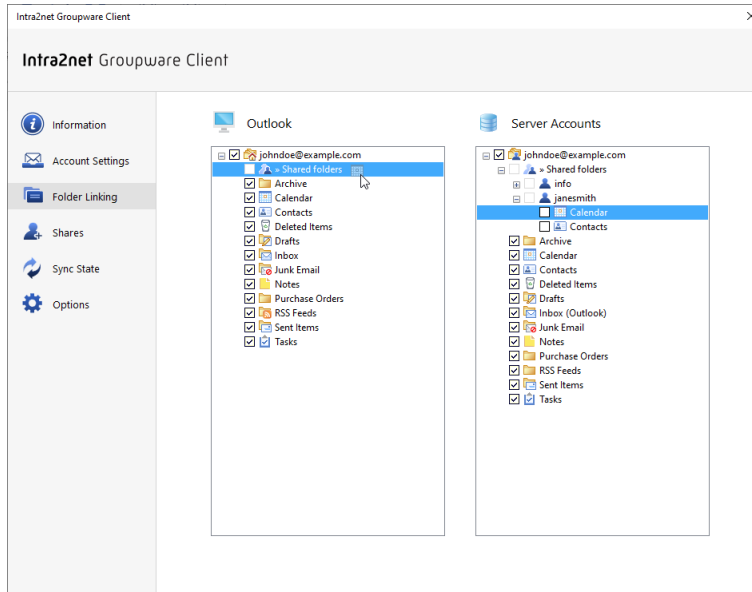 Intra2net Groupware Client
Intra2net Groupware Client
Information
Account Settings
Folder Linking
Shares
Sync State
Options
Outlook
johndoe@example.com
» Shared folders
Archive
Calendar
Contacts
Deleted Items
Drafts
Inbox
Junk Email
Notes
Purchase Orders
RSS Feeds
Sent Items
Tasks
Server Accounts
johndoe@example.com
» Shared folders
info
janesmith
Calendar
Contacts
Archive
Calendar
Contacts
Deleted Items
Drafts
Inbox (Outlook)
Junk Email
Notes
Purchase Orders
RSS Feeds
Sent Items
Tasks